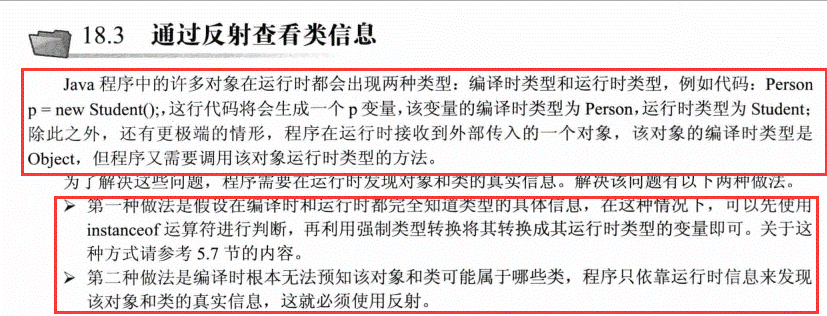 18.3 通过反射查看类信息
Java 程序中的许多对象在运行时都会出现两种类型：编译时类型和运行时类型，例如代码：Person
p = new Student();，这行代码将会生成一个 p 变量，该变量的编译时类型为 Person，运行时类型为 Student；
除此之外，还有更极端的情形，程序在运行时接收到外部传入的一个对象，该对象的编译时类型是
Object，但程序又需要调用该对象运行时类型的方法。
为了解决这些问题，程序需要在运行时发现对象和类的真实信息。解决该问题有以下两种做法。
➢ 第一种做法是假设在编译时和运行时都完全知道类型的具体信息，在这种情况下，可以先使用
instanceof 运算符进行判断，再利用强制类型转换将其转换成其运行时类型的变量即可。关于这
种方式请参考 5.7 节的内容。
➢ 第二种做法是编译时根本无法预知该对象和类可能属于哪些类，程序只依靠运行时信息来发现
该对象和类的真实信息，这就必须使用反射。